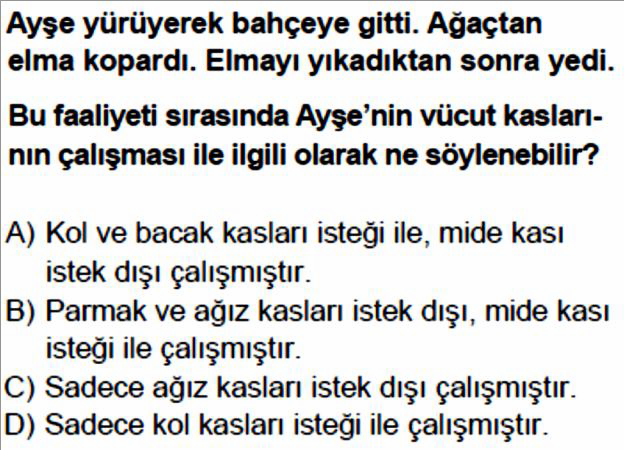 Ayşe yürüyerek bahçeye gitti. Ağaçtan
elma kopardı. Elmayı yıkadıktan sonra yedi.
Bu faaliyeti sırasında Ayşe’nin vücut kasları-
nın çalışması ile ilgili olarak ne söylenebilir?
A) Kol ve bacak kasları isteği ile, mide kası
istek dışı çalışmıştır.
B) Parmak ve ağız kasları istek dışı, mide kası
isteği ile çalışmıştır.
C) Sadece ağız kasları istek dışı çalışmıştır.
D) Sadece kol kasları isteği ile çalışmıştır.